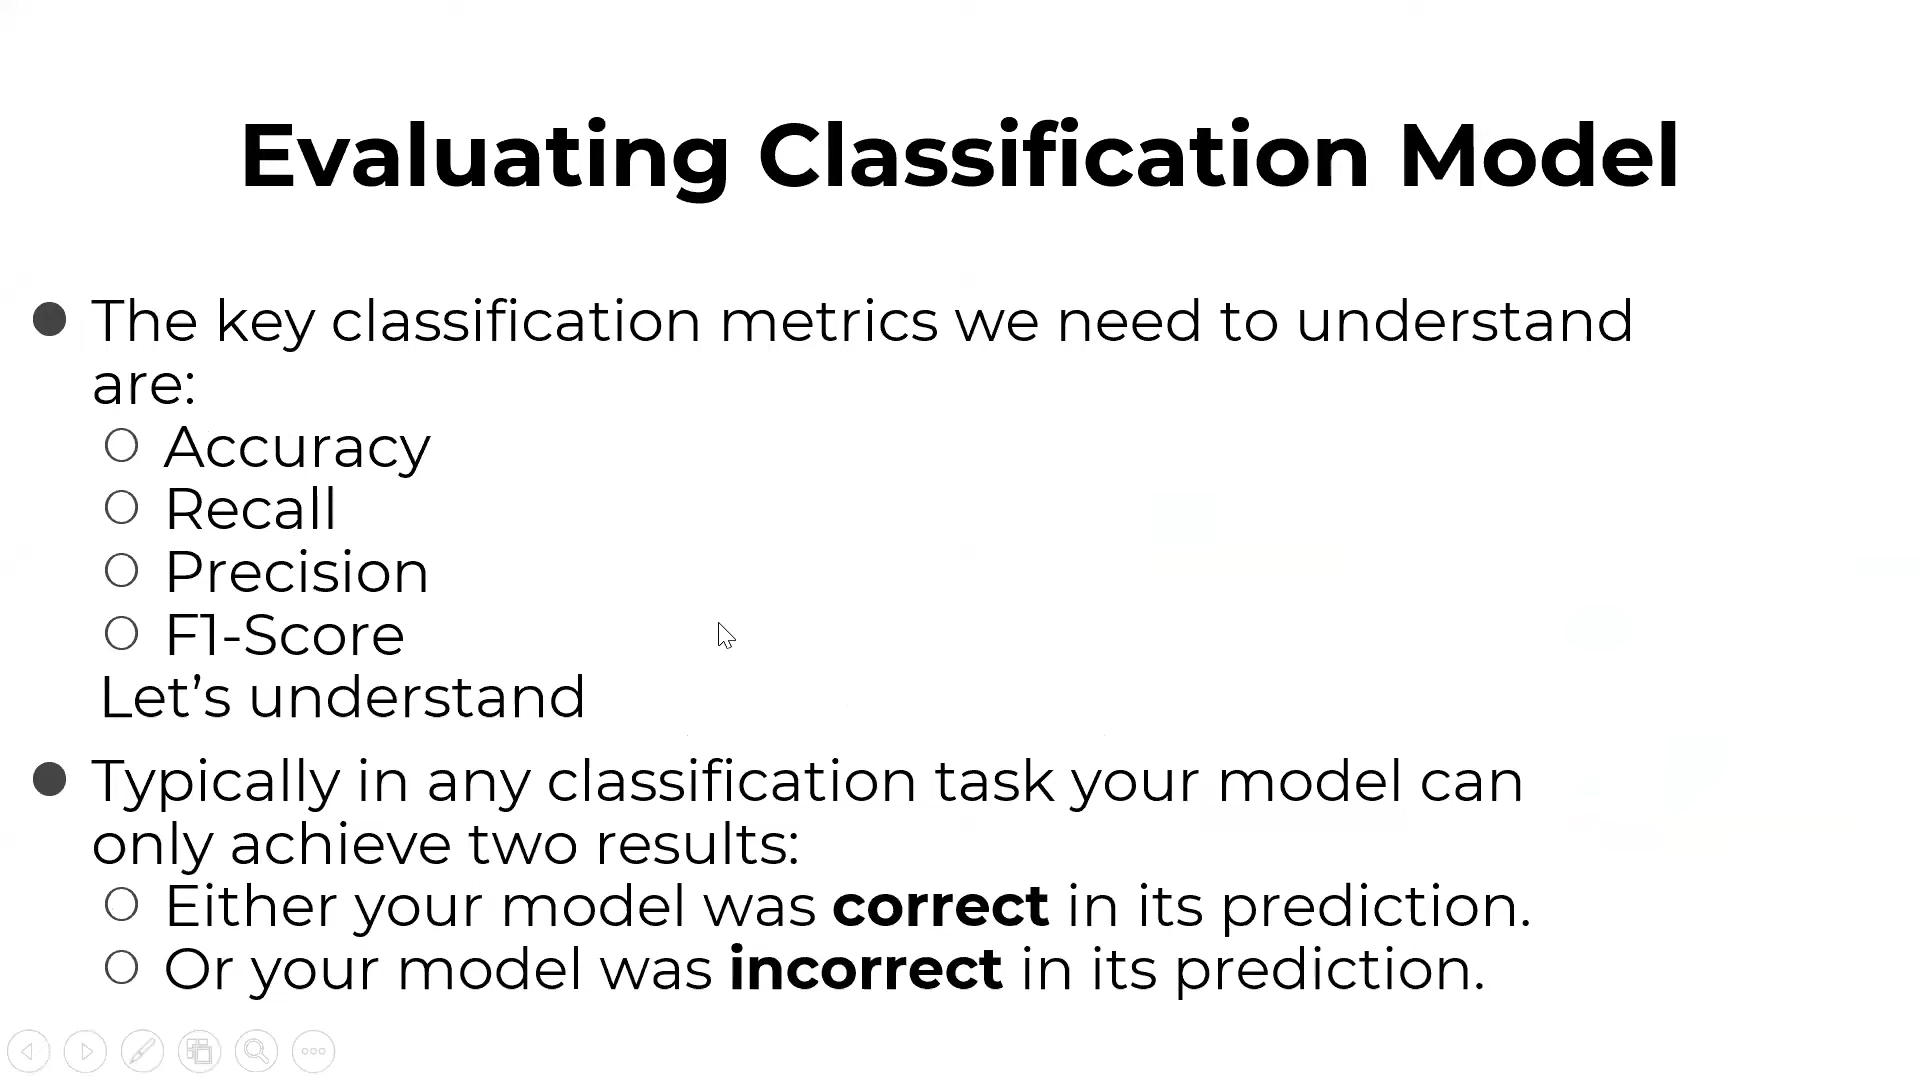 Evaluating Classification Model
The key classification metrics we need to understand
are:
Accuracy
Recall
Precision
F1-Score
Let’s understand
Typically in any classification task your model can
only achieve two results:
Either your model was correct in its prediction.
Or your model was incorrect in its prediction.